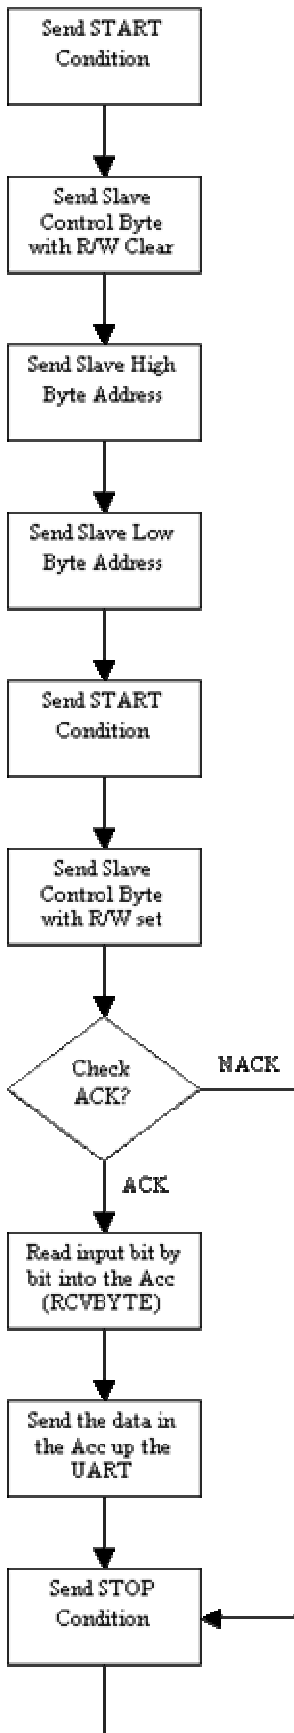 Send START
Condition
Send Slave
Control Byte
with R/W Clear
Send Slave High
Byte Address
Send Slave Low
Byte Address
Send START
Condition
Send Slave
Control Byte
with R/W set
Check
ACK?
NACK
ACK
Read input bit by
bit into the Acc
(RCVBYTE)
Send the data in
the Acc up the
UART
Send STOP
Condition